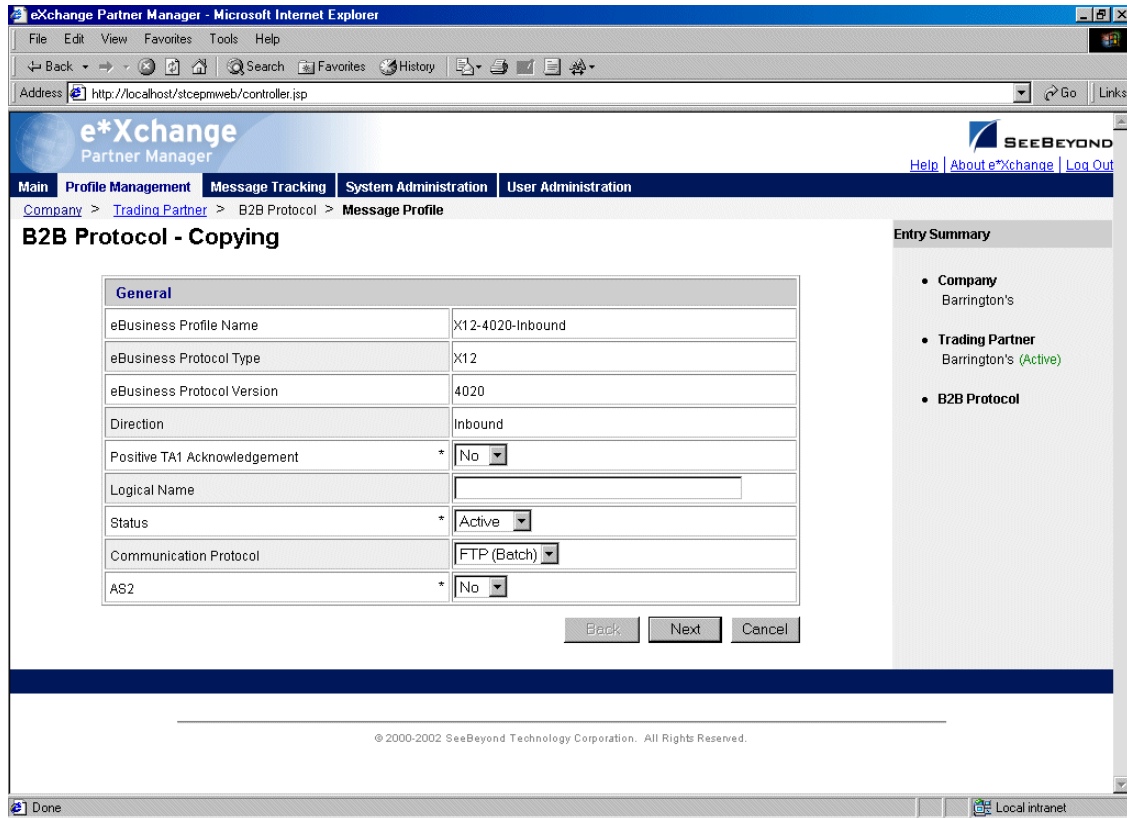 eXchange Partner Manager - Microsoft Internet Explorer
File Edit View Favorites Tools Help
Back Search Favorites History
Address http://localhost/stcepmweb/controller.jsp Go Links
e*Xchange
Partner Manager
SEEBEYOND
Help | About e*Xchange | Log Out
Main Profile Management Message Tracking System Administration User Administration
Company > Trading Partner > B2B Protocol > Message Profile
B2B Protocol - Copying
General
eBusiness Profile Name X12-4020-Inbound
eBusiness Protocol Type X12
eBusiness Protocol Version 4020
Direction Inbound
Positive TA1 Acknowledgement * No
Logical Name
Status * Active
Communication Protocol FTP (Batch)
AS2 * No
Back Next Cancel
Entry Summary
• Company
Barrington's
• Trading Partner
Barrington's (Active)
• B2B Protocol
© 2000-2002 SeeBeyond Technology Corporation. All Rights Reserved.
Done Local intranet